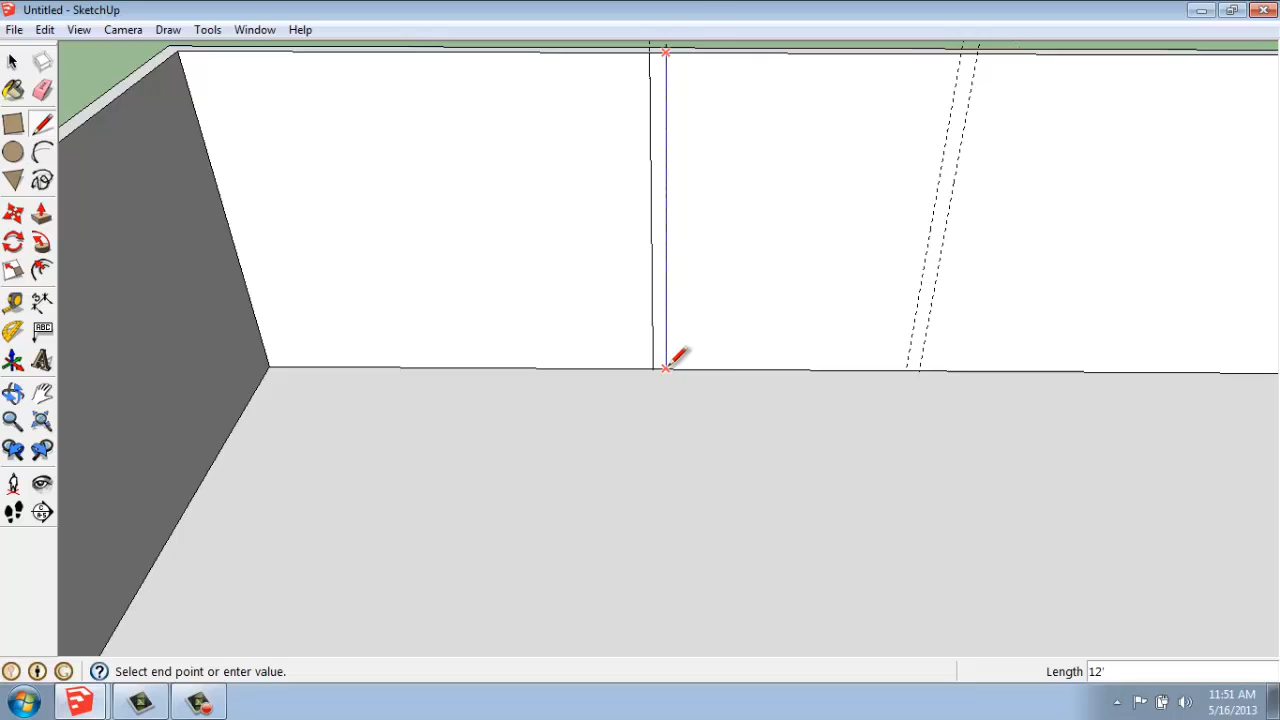 Untitled - SketchUp
File Edit View Camera Draw Tools Window Help
ABC
Select end point or enter value.
Length 12'
11:51 AM
5/16/2013